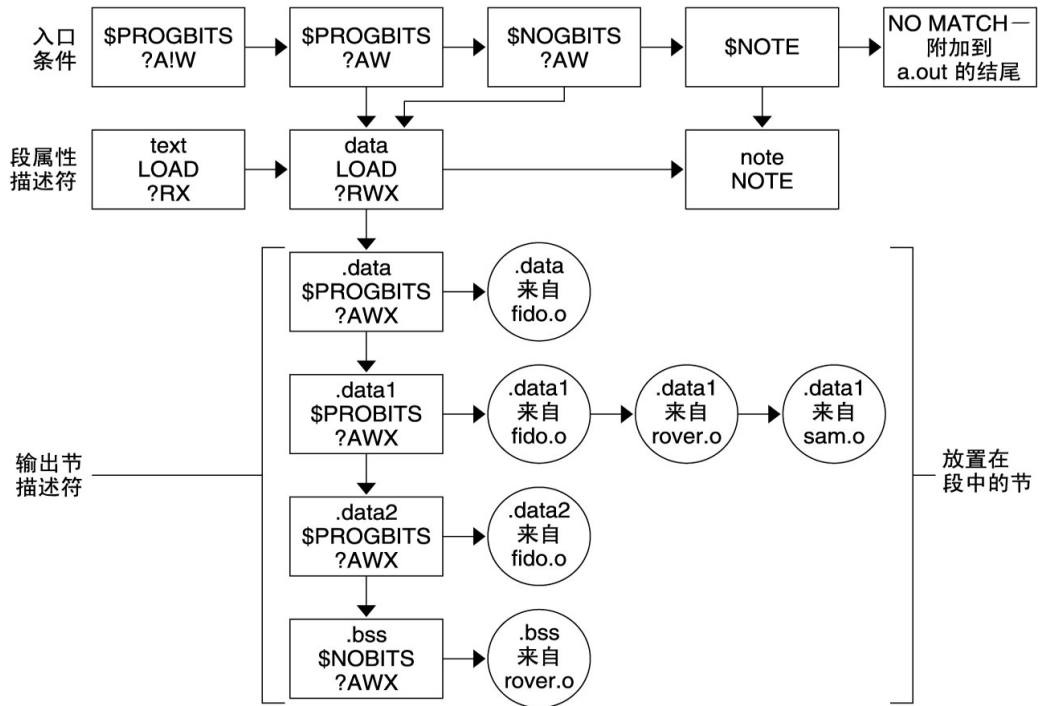 入口
条件
$PROGBITS
?A!W
$PROGBITS
?AW
$NOGBITS
?AW
$NOTE
NO MATCH—
附加到
a.out 的结尾
段属性
描述符
text
LOAD
?RX
data
LOAD
?RWX
note
NOTE
输出节
描述符
.data
$PROGBITS
?AWX
.data
来自
fido.o
.data1
$PROBITS
?AWX
.data1
来自
fido.o
.data1
来自
rover.o
.data1
来自
sam.o
.data2
$PROGBITS
?AWX
.data2
来自
fido.o
.bss
$NOBITS
?AWX
.bss
来自
rover.o
放置在
段中的节